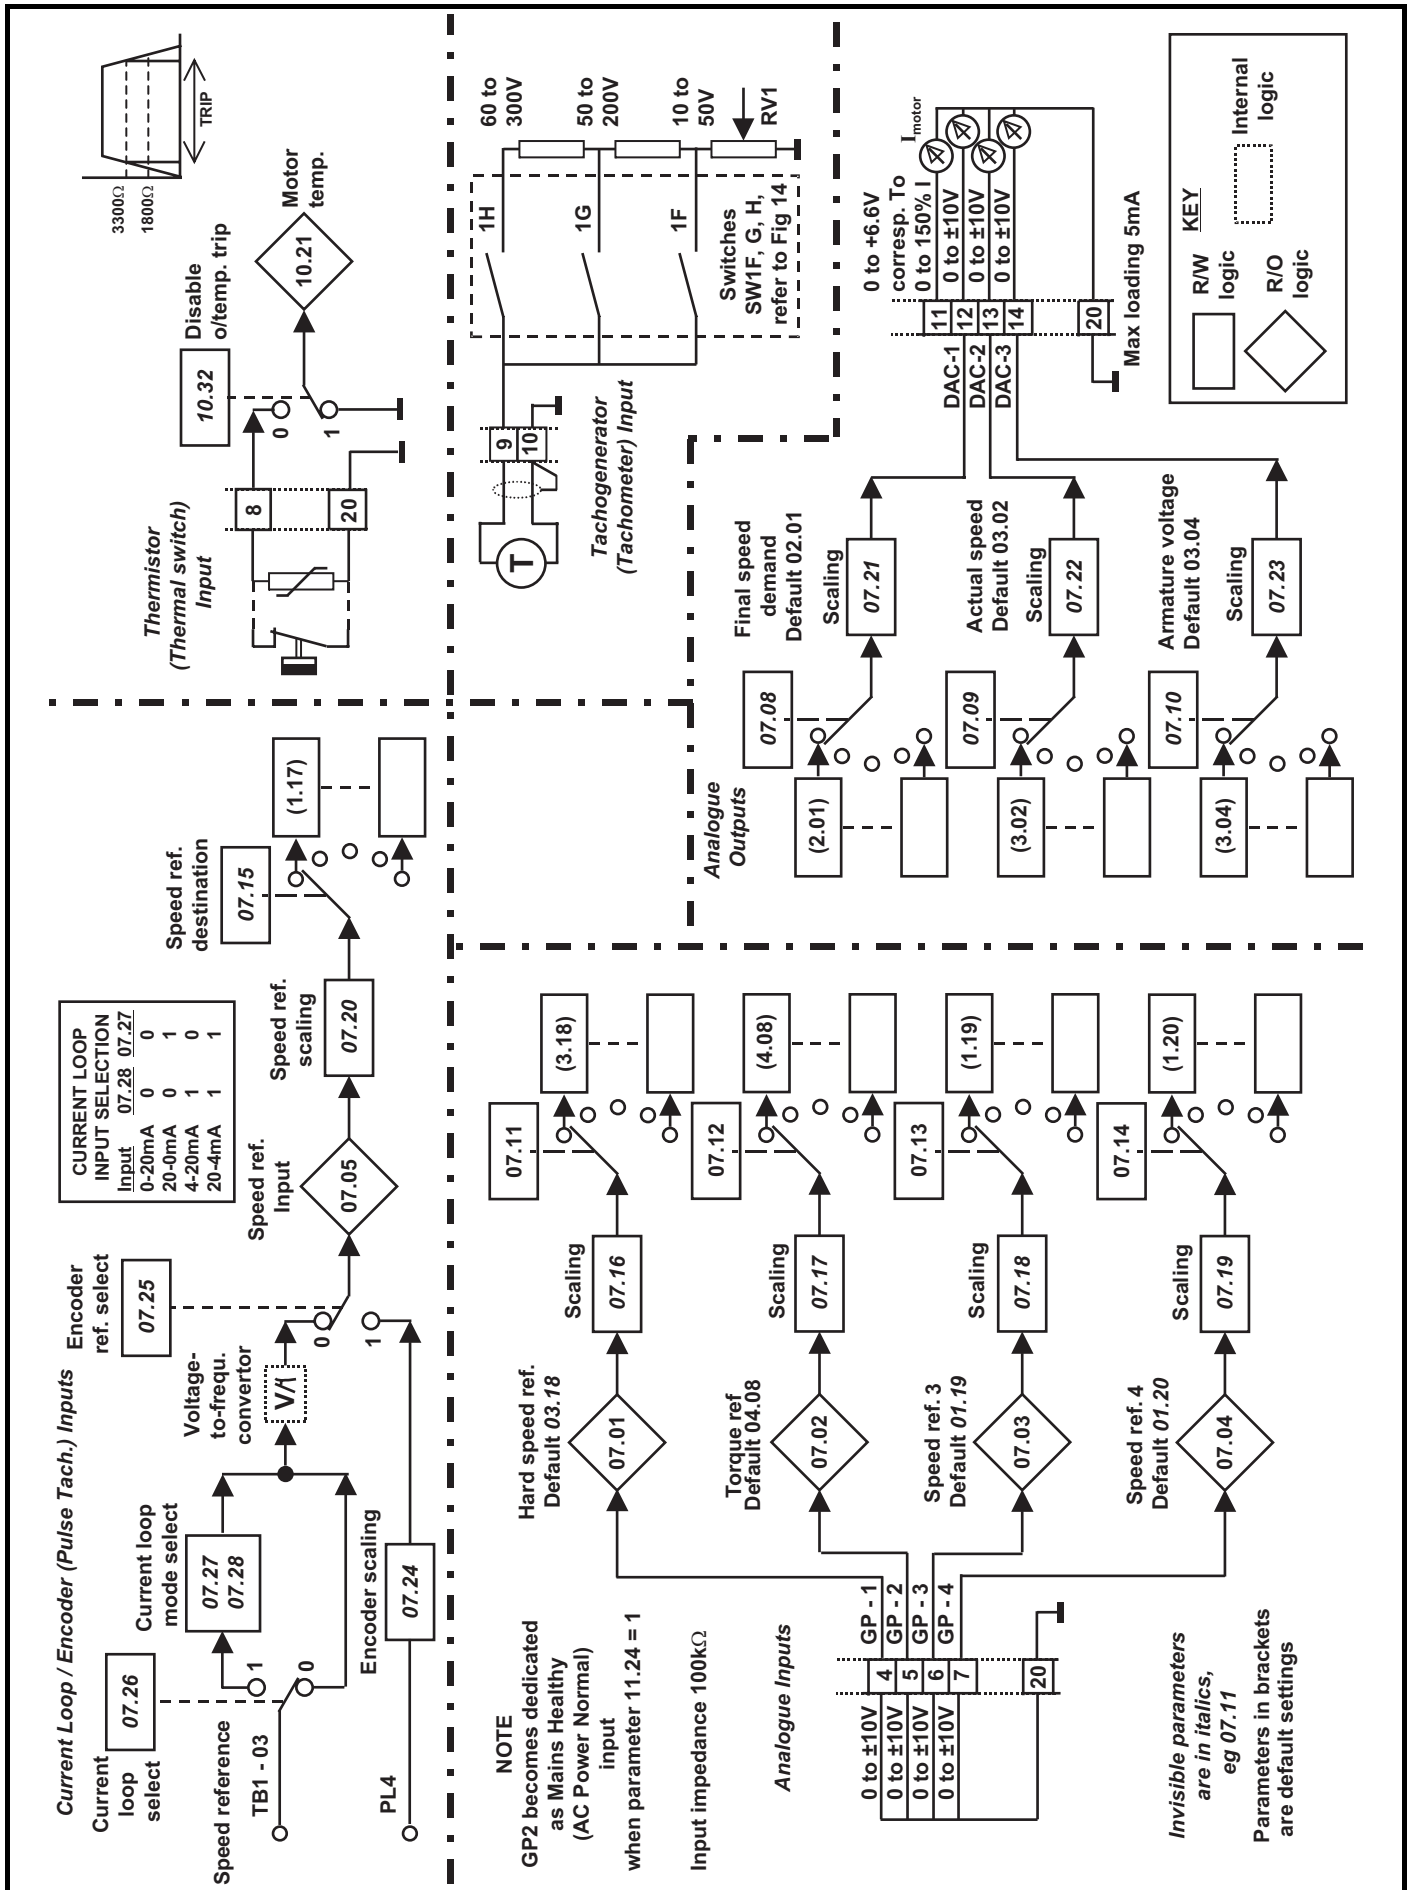 Current Loop / Encoder (Pulse Tach.) Inputs
Current
loop
select
07.26
Speed reference
TB1 - 03
1
0
PL4
Current loop
mode select
07.27
07.28
Encoder scaling
07.24
Voltage-
to-frequ.
convertor
V/f
Encoder
ref. select
07.25
0
1
Speed ref.
Input
07.05
CURRENT LOOP
INPUT SELECTION
Input 07.28 07.27
0-20mA 0 0
20-0mA 0 1
4-20mA 1 0
20-4mA 1 1
Speed ref.
scaling
07.20
Speed ref.
destination
07.15
(1.17)
Thermistor
(Thermal switch)
Input
8
20
Disable
o/temp. trip
10.32
0
1
Motor
temp.
10.21
3300Ω
1800Ω
TRIP
T
9
10
Tachogenerator
(Tachometer) Input
1H
1G
1F
Switches
SW1F, G, H,
refer to Fig 14
60 to
300V
50 to
200V
10 to
50V
RV1
NOTE
GP2 becomes dedicated
as Mains Healthy
(AC Power Normal)
input
when parameter 11.24 = 1
Input impedance 100kΩ
Analogue Inputs
0 to ±10V
0 to ±10V
0 to ±10V
0 to ±10V
4
5
6
7
20
GP - 1
GP - 2
GP - 3
GP - 4
Invisible parameters
are in italics,
eg 07.11
Parameters in brackets
are default settings
Hard speed ref.
Default 03.18
07.01
Scaling
07.16
07.11
(3.18)
Torque ref
Default 04.08
07.02
Scaling
07.17
07.12
(4.08)
Speed ref. 3
Default 01.19
07.03
Scaling
07.18
07.13
(1.19)
Speed ref. 4
Default 01.20
07.04
Scaling
07.19
07.14
(1.20)
Analogue
Outputs
(2.01)
07.08
Final speed
demand
Default 02.01
Scaling
07.21
(3.02)
07.09
Actual speed
Default 03.02
Scaling
07.22
(3.04)
07.10
Armature voltage
Default 03.04
Scaling
07.23
DAC-1
DAC-2
DAC-3
11
12
13
14
20
0 to +6.6V
corresp. To
0 to 150% I
0 to ±10V
0 to ±10V
0 to ±10V
Imotor
Max loading 5mA
KEY
R/W
logic
R/O
logic
Internal
logic